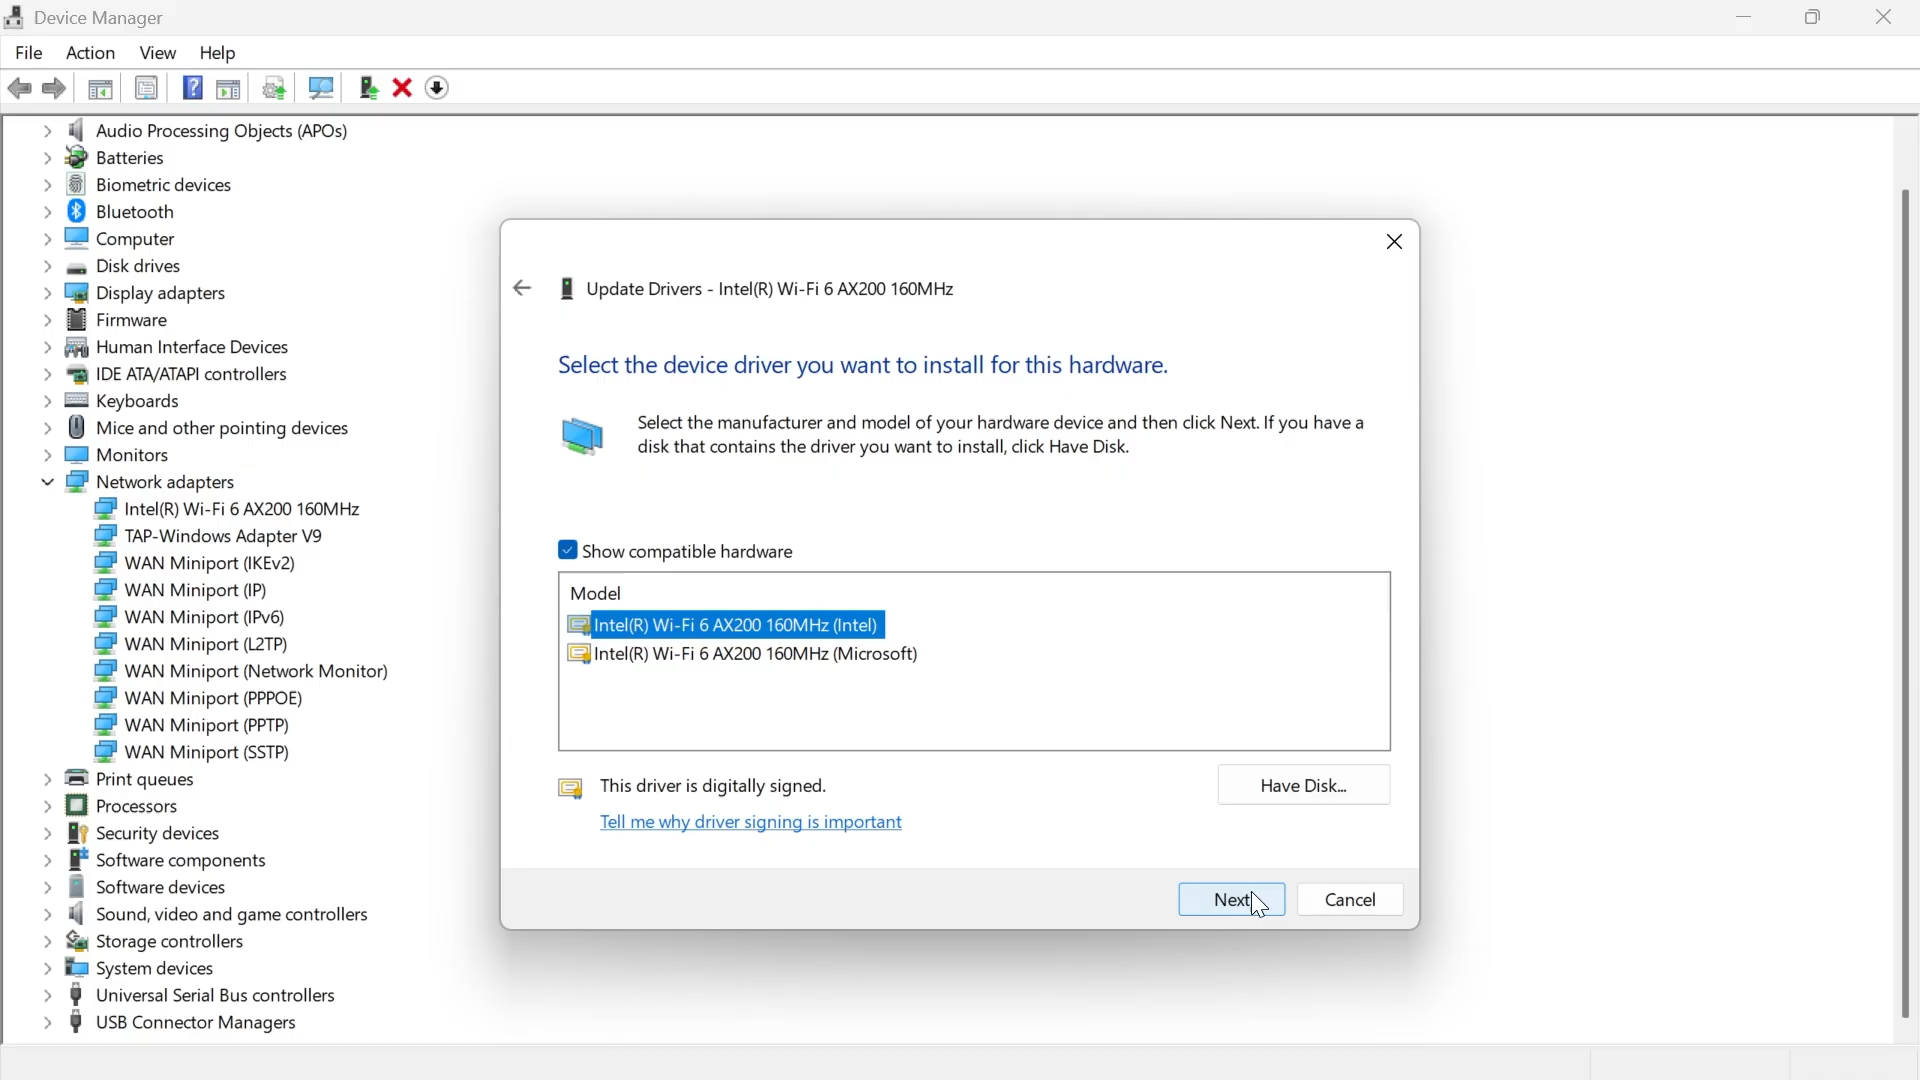 Device Manager
File Action View Help
Audio Processing Objects (APOs)
Batteries
Biometric devices
Bluetooth
Computer
Disk drives
Display adapters
Firmware
Human Interface Devices
IDE ATA/ATAPI controllers
Keyboards
Mice and other pointing devices
Monitors
Network adapters
Intel(R) Wi-Fi 6 AX200 160MHz
TAP-Windows Adapter V9
WAN Miniport (IKEv2)
WAN Miniport (IP)
WAN Miniport (IPv6)
WAN Miniport (L2TP)
WAN Miniport (Network Monitor)
WAN Miniport (PPPOE)
WAN Miniport (PPTP)
WAN Miniport (SSTP)
Print queues
Processors
Security devices
Software components
Software devices
Sound, video and game controllers
Storage controllers
System devices
Universal Serial Bus controllers
USB Connector Managers
Update Drivers - Intel(R) Wi-Fi 6 AX200 160MHz
Select the device driver you want to install for this hardware.
Select the manufacturer and model of your hardware device and then click Next. If you have a
disk that contains the driver you want to install, click Have Disk.
Show compatible hardware
Model
Intel(R) Wi-Fi 6 AX200 160MHz (Intel)
Intel(R) Wi-Fi 6 AX200 160MHz (Microsoft)
This driver is digitally signed.
Have Disk...
Tell me why driver signing is important
Next
Cancel